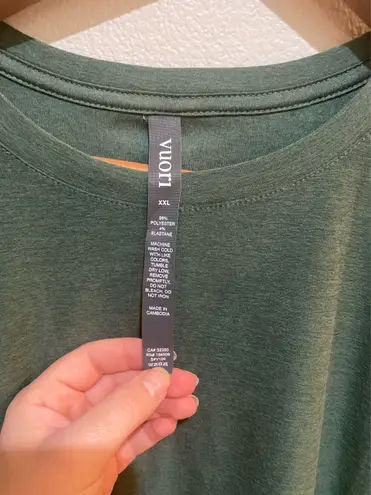 vuori
XXL
96%
POLYESTER
4%
ELASTANE
MACHINE
WASH COLD
WITH LIKE
COLORS,
TUMBLE
DRY LOW,
REMOVE
PROMPTLY,
DO NOT
BLEACH, DO
NOT IRON
MADE IN
CAMBODIA